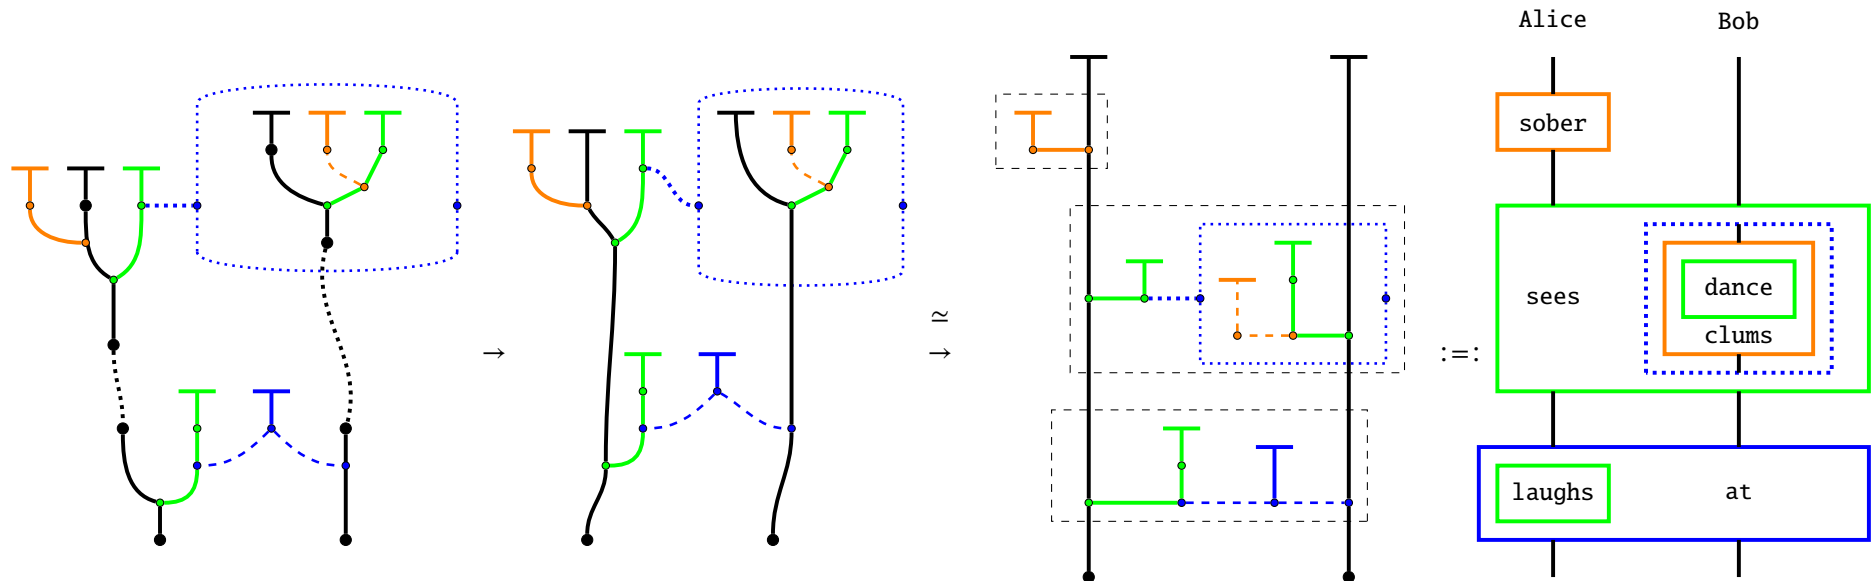 Alice Bob
sober
≃
→ → :=:
sees dance
clums
laughs at